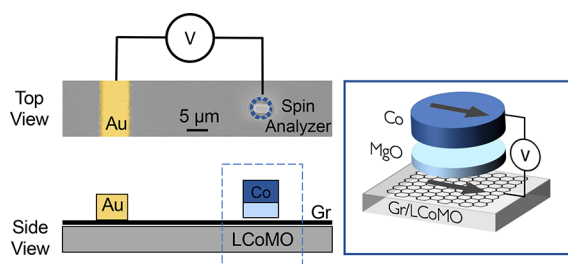 V
Top
View
Au
5 µm
Spin
Analyzer
Co
MgO
V
Gr/LCoMO
Au
Co
Gr
Side
View
LCoMO